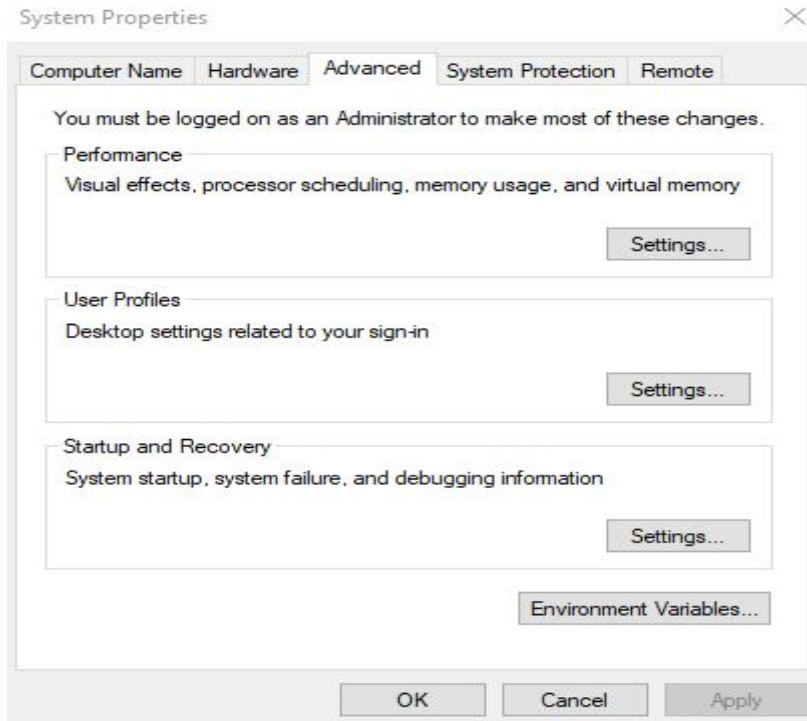 System Properties
Computer Name Hardware Advanced System Protection Remote
You must be logged on as an Administrator to make most of these changes.
Performance
Visual effects, processor scheduling, memory usage, and virtual memory
Settings...
User Profiles
Desktop settings related to your sign-in
Settings...
Startup and Recovery
System startup, system failure, and debugging information
Settings...
Environment Variables...
OK Cancel Apply